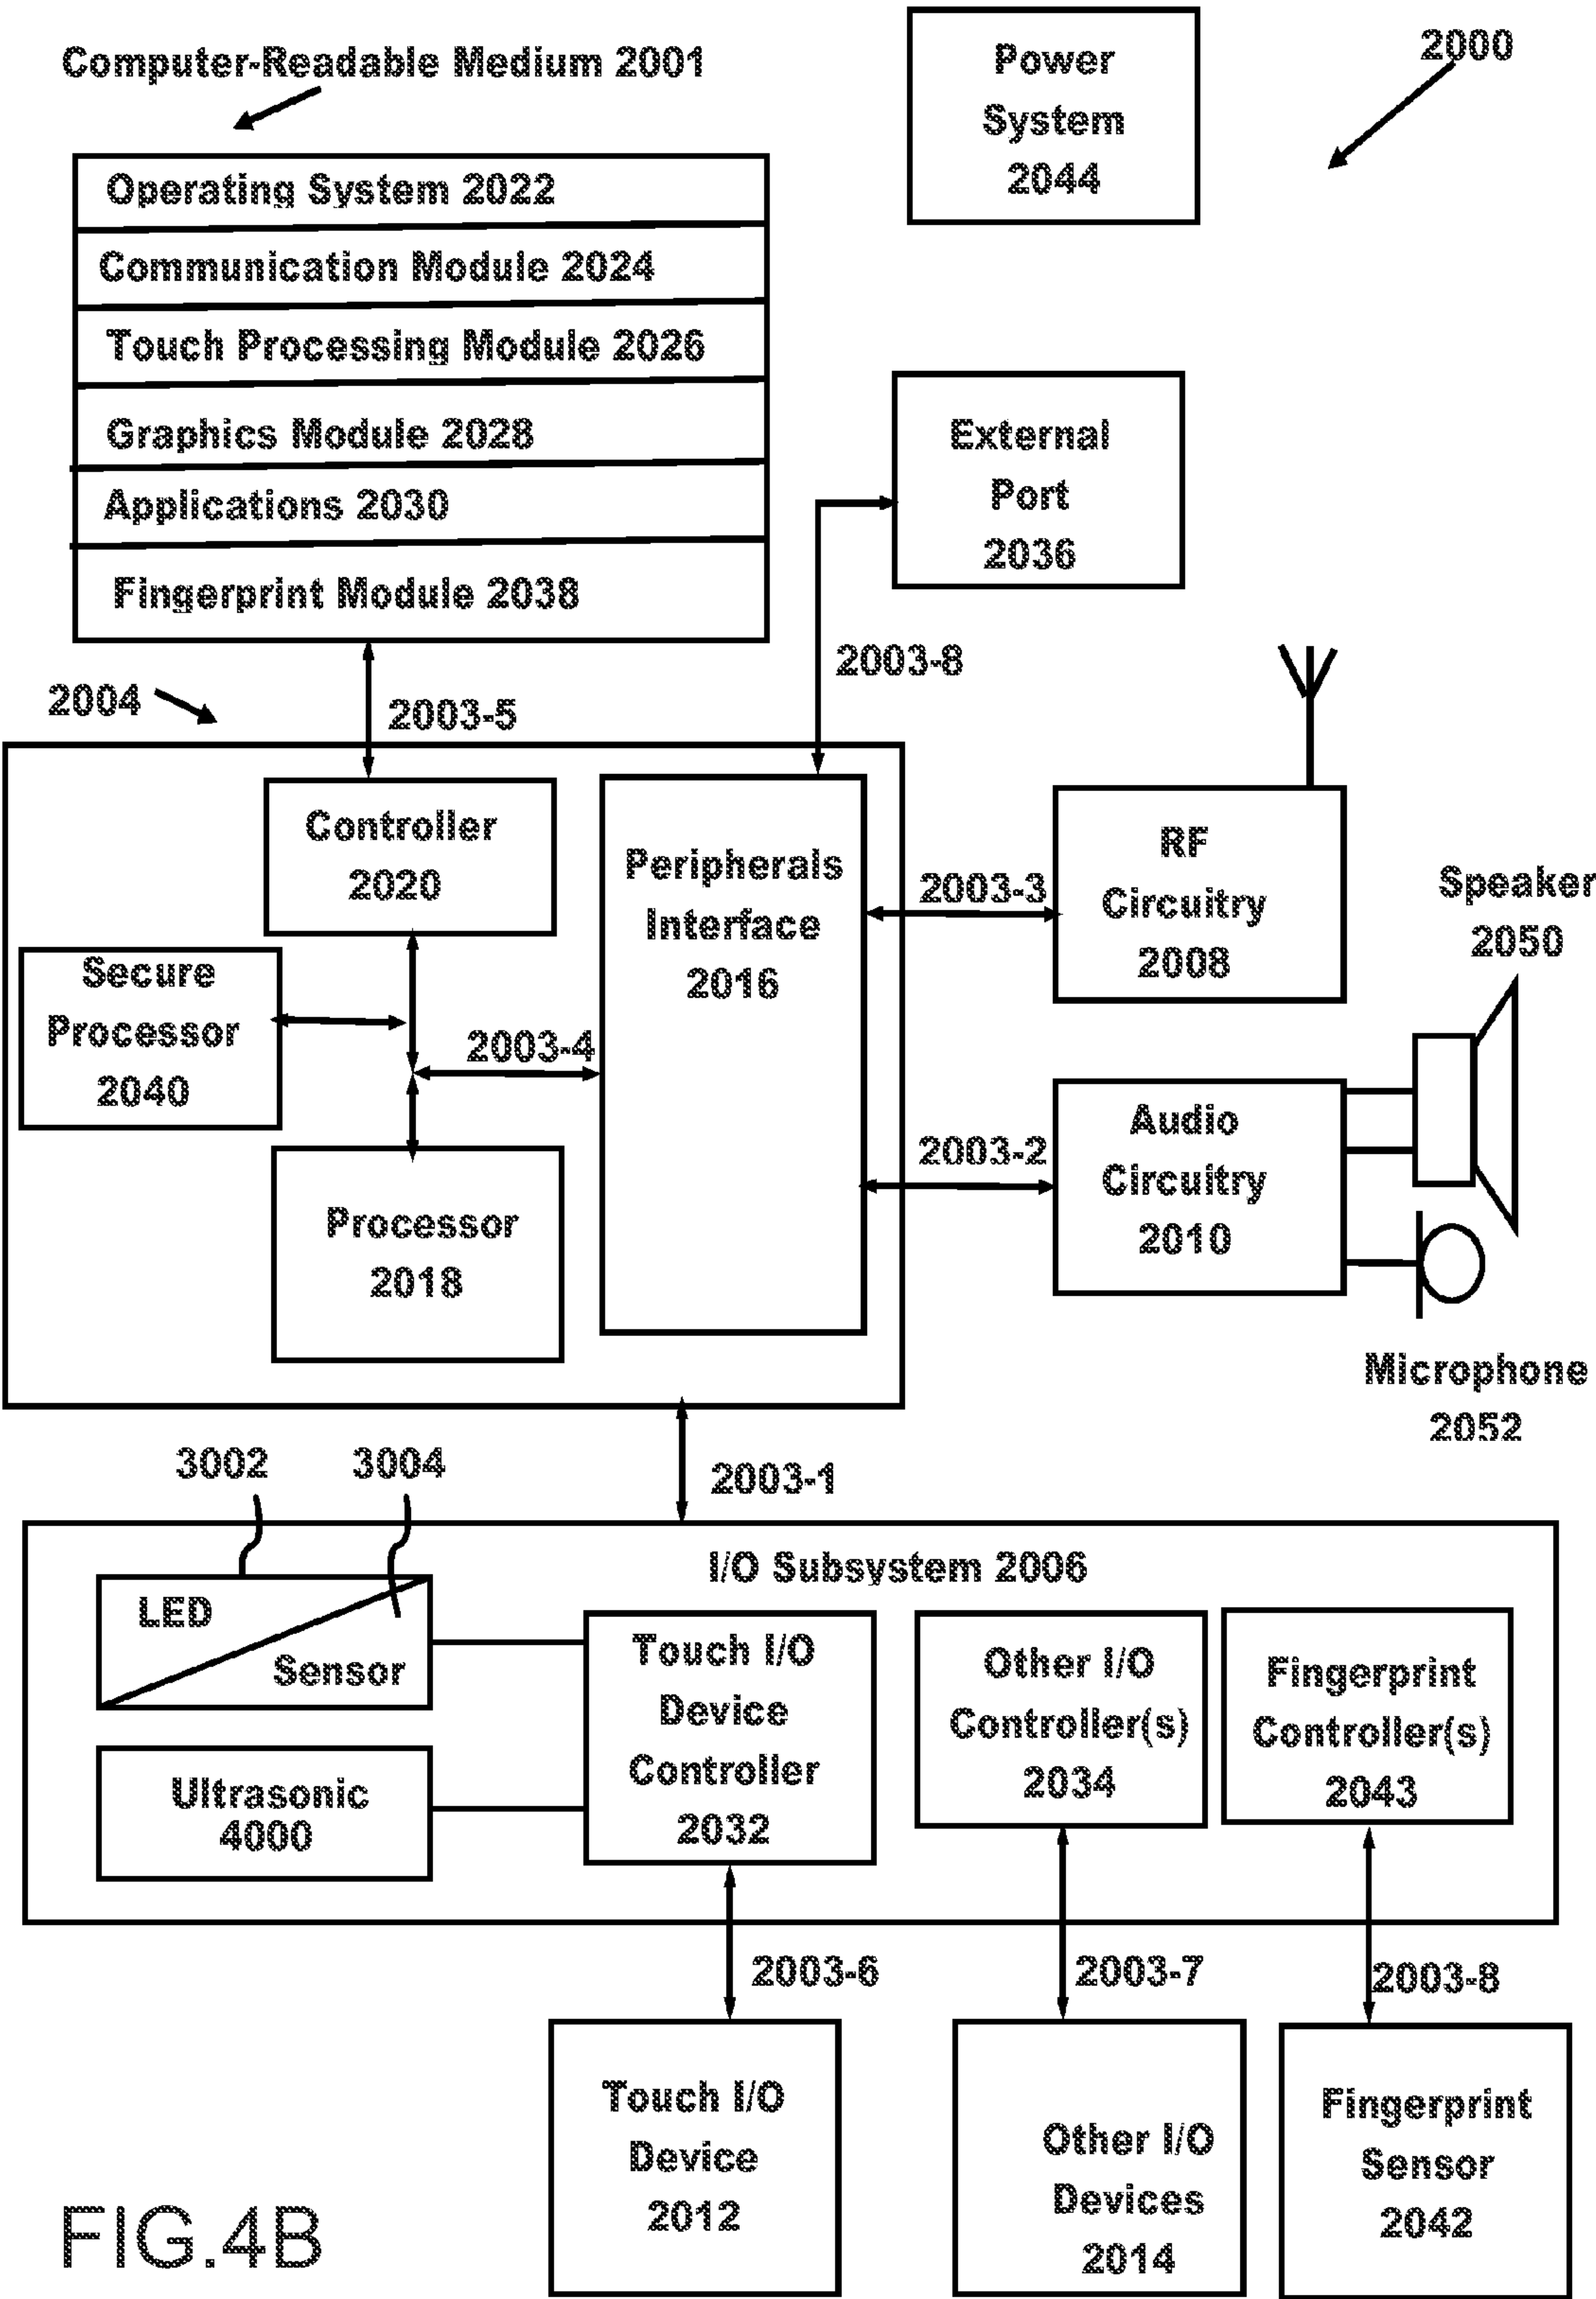 Computer-Readable Medium 2001
Power
System
2044
2000
Operating System 2022
Communication Module 2024
Touch Processing Module 2026
Graphics Module 2028
Applications 2030
Fingerprint Module 2038
External
Port
2036
2003-8
2004
2003-5
Controller
2020
Peripherals
Interface
2016
2003-3
RF
Circuitry
2008
Speaker
2050
Secure
Processor
2040
2003-4
Processor
2018
2003-2
Audio
Circuitry
2010
Microphone
2052
3002
3004
2003-1
I/O Subsystem 2006
LED
Sensor
Ultrasonic
4000
Touch I/O
Device
Controller
2032
Other I/O
Controller(s)
2034
Fingerprint
Controller(s)
2043
2003-6
2003-7
2003-8
Touch I/O
Device
2012
Other I/O
Devices
2014
Fingerprint
Sensor
2042
FIG.4B